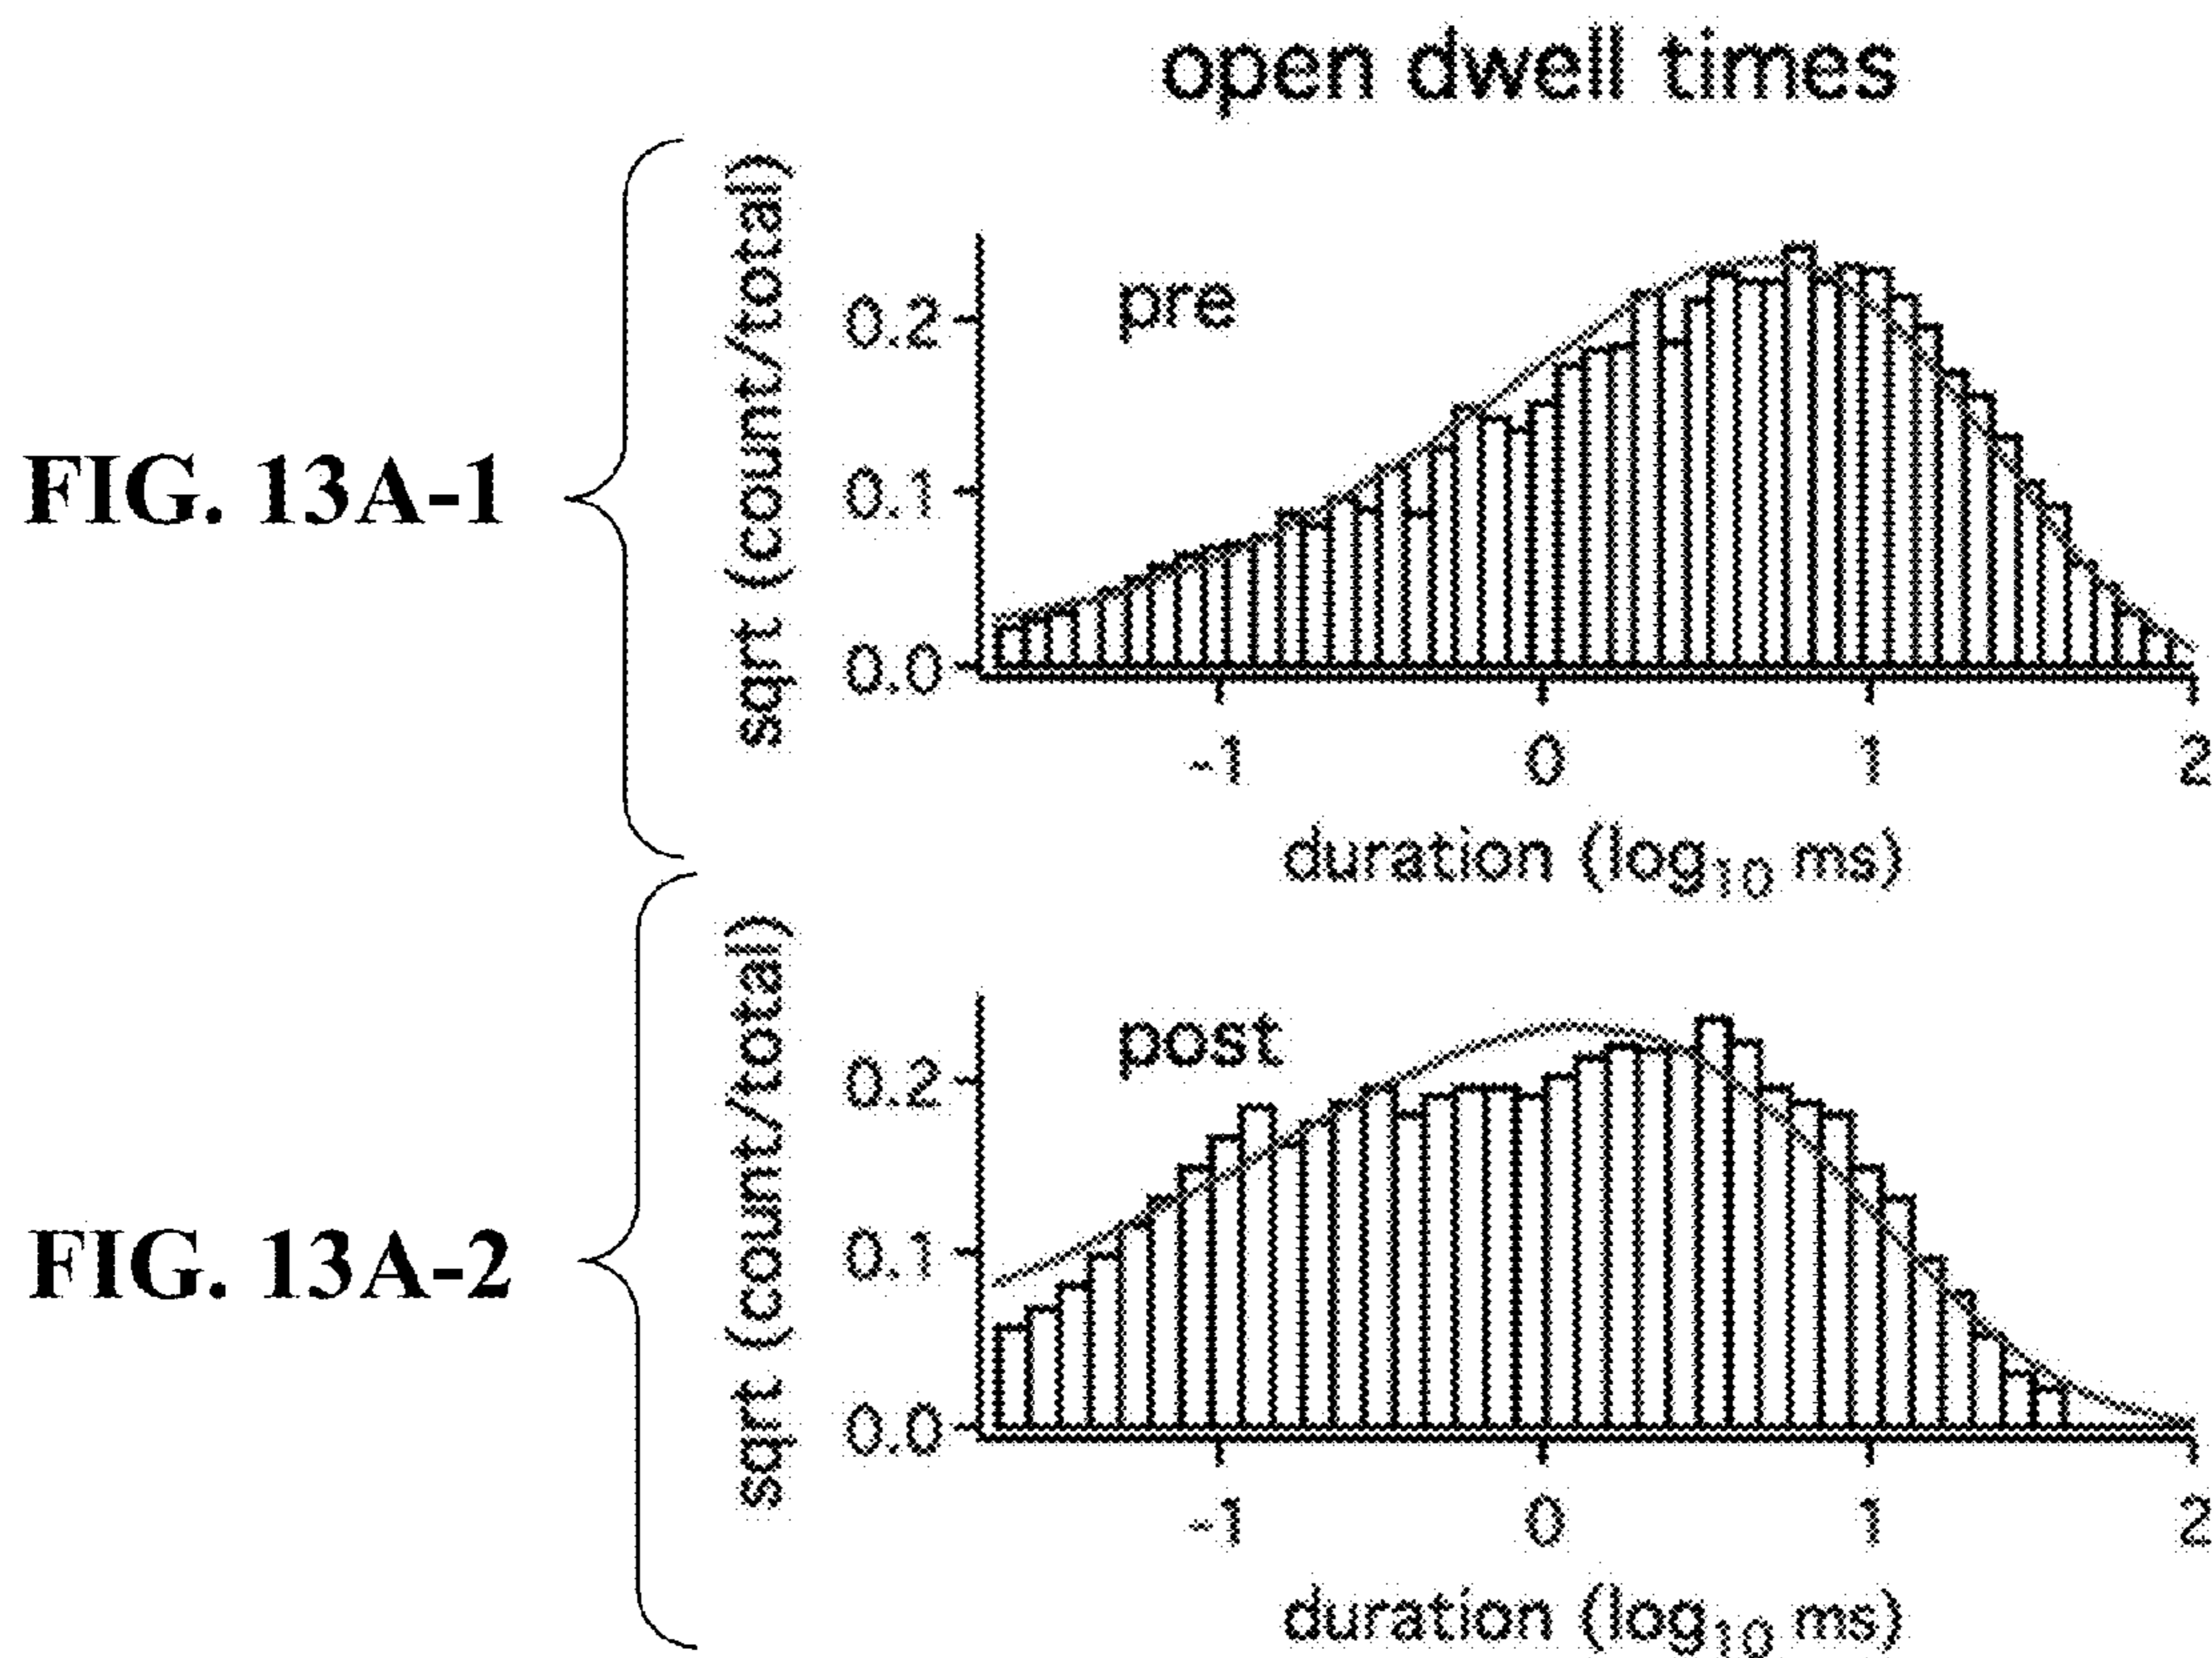 open dwell times
FIG. 13A-1
sqrt (count/total)
0.2
0.1
0.0
pre
-1 0 1 2
duration (log10 ms)
FIG. 13A-2
sqrt (count/total)
0.2
0.1
0.0
post
-1 0 1 2
duration (log10 ms)